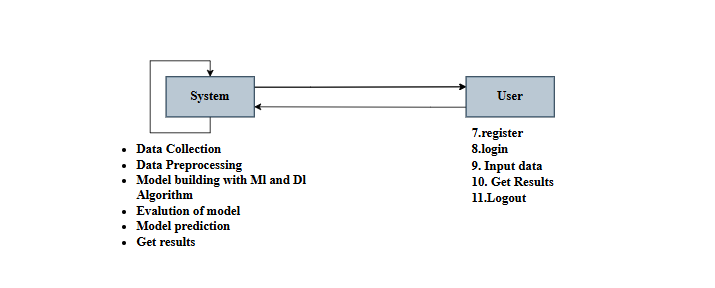 System
User
• Data Collection
• Data Preprocessing
• Model building with Ml and Dl
Algorithm
• Evalution of model
• Model prediction
• Get results
7.register
8.login
9. Input data
10. Get Results
11.Logout